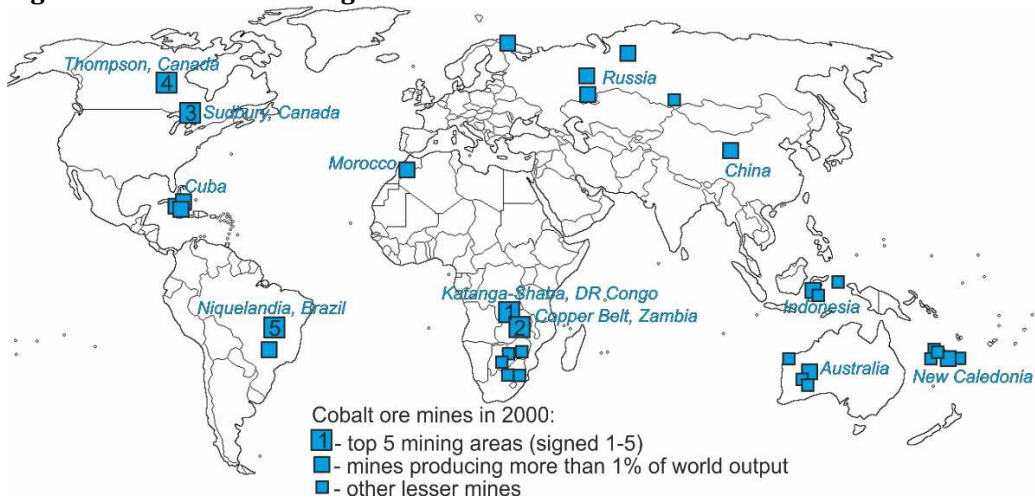 Thompson, Canada
4
3
Sudbury, Canada
Russia
Morocco
China
Cuba
Katanga-Shaba, DR Congo
1
Copper Belt, Zambia
2
Niquelandia, Brazil
5
Indonesia
Australia
New Caledonia
Cobalt ore mines in 2000:
1 - top 5 mining areas (signed 1-5)
- mines producing more than 1% of world output
- other lesser mines